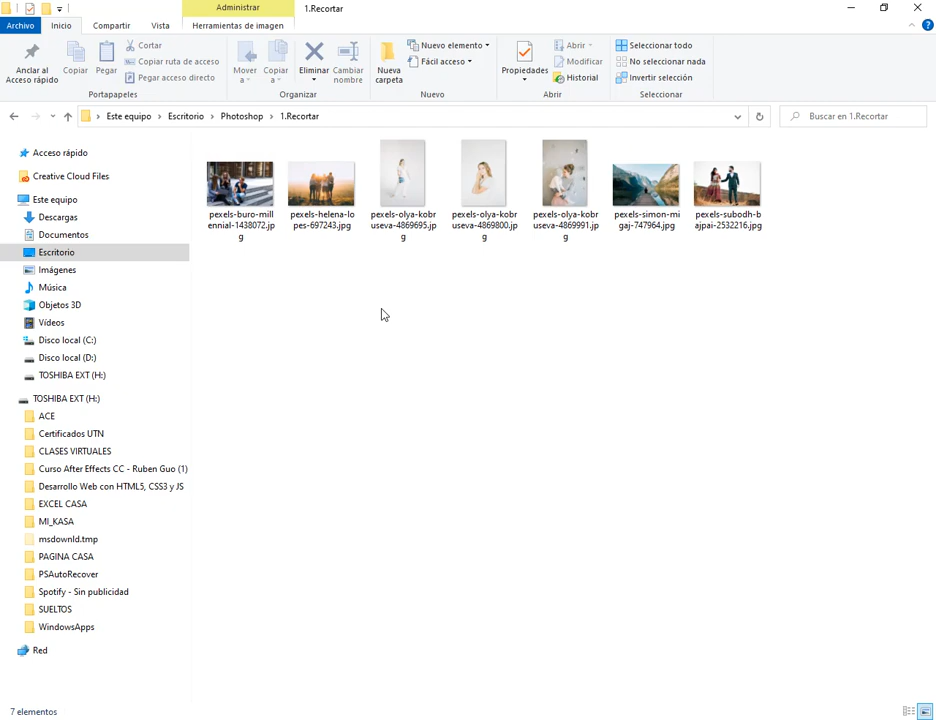 Administrar
1.Recortar
Archivo
Inicio
Compartir
Vista
Herramientas de imagen
Anclar al
Acceso rápido
Copiar
Pegar
Cortar
Copiar ruta de acceso
Pegar acceso directo
Portapapeles
Mover
a
Copiar
a
Eliminar
Cambiar
nombre
Organizar
Nueva
carpeta
Nuevo elemento
Fácil acceso
Nuevo
Propiedades
Abrir
Modificar
Historial
Abrir
Seleccionar todo
No seleccionar nada
Invertir selección
Seleccionar
Este equipo
Escritorio
Photoshop
1.Recortar
Buscar en 1.Recortar
Acceso rápido
Creative Cloud Files
Este equipo
Descargas
Documentos
Escritorio
Imágenes
Música
Objetos 3D
Vídeos
Disco local (C:)
Disco local (D:)
TOSHIBA EXT (H:)
TOSHIBA EXT (H:)
ACE
Certificados UTN
CLASES VIRTUALES
Curso After Effects CC - Ruben Guo (1)
Desarrollo Web con HTML5, CSS3 y JS
EXCEL CASA
MI_KASA
msdownld.tmp
PAGINA CASA
PSAutoRecover
Spotify - Sin publicidad
SUELTOS
WindowsApps
Red
pexels-buro-mill
ennial-1438072.jp
g
pexels-helena-lo
pes-697243.jpg
pexels-olya-kobr
useva-4869695.jp
g
pexels-olya-kobr
useva-4869800.jp
g
pexels-olya-kobr
useva-4869991.jp
g
pexels-simon-mi
gaj-747964.jpg
pexels-subodh-b
ajpai-2532216.jpg
7 elementos